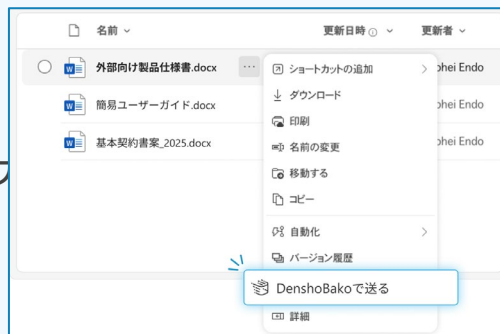 名前
更新日時
更新者
外部向け製品仕様書.docx
ohei Endo
簡易ユーザーガイド.docx
ohei Endo
基本契約書案_2025.docx
ohei Endo
ショートカットの追加
ダウンロード
印刷
名前の変更
移動する
コピー
自動化
バージョン履歴
DenshoBakoで送る
詳細